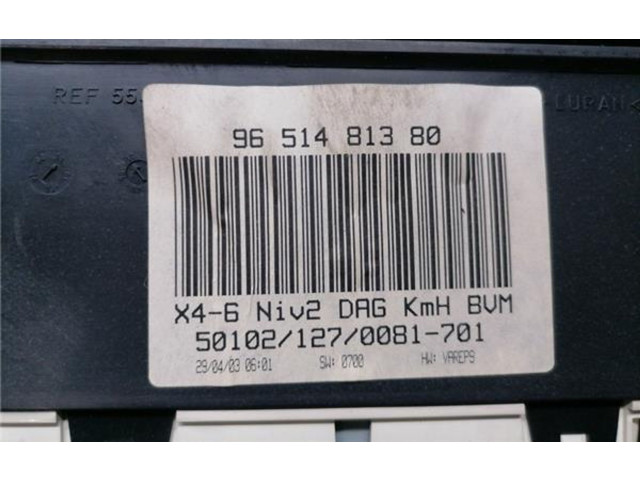 REF 55
LURAN
96 514 813 80
X4-6 Niv2 DAG KmH BVM
50102/127/0081-701
29/04/03 06:01 SW: 0700 HW: VAREP9